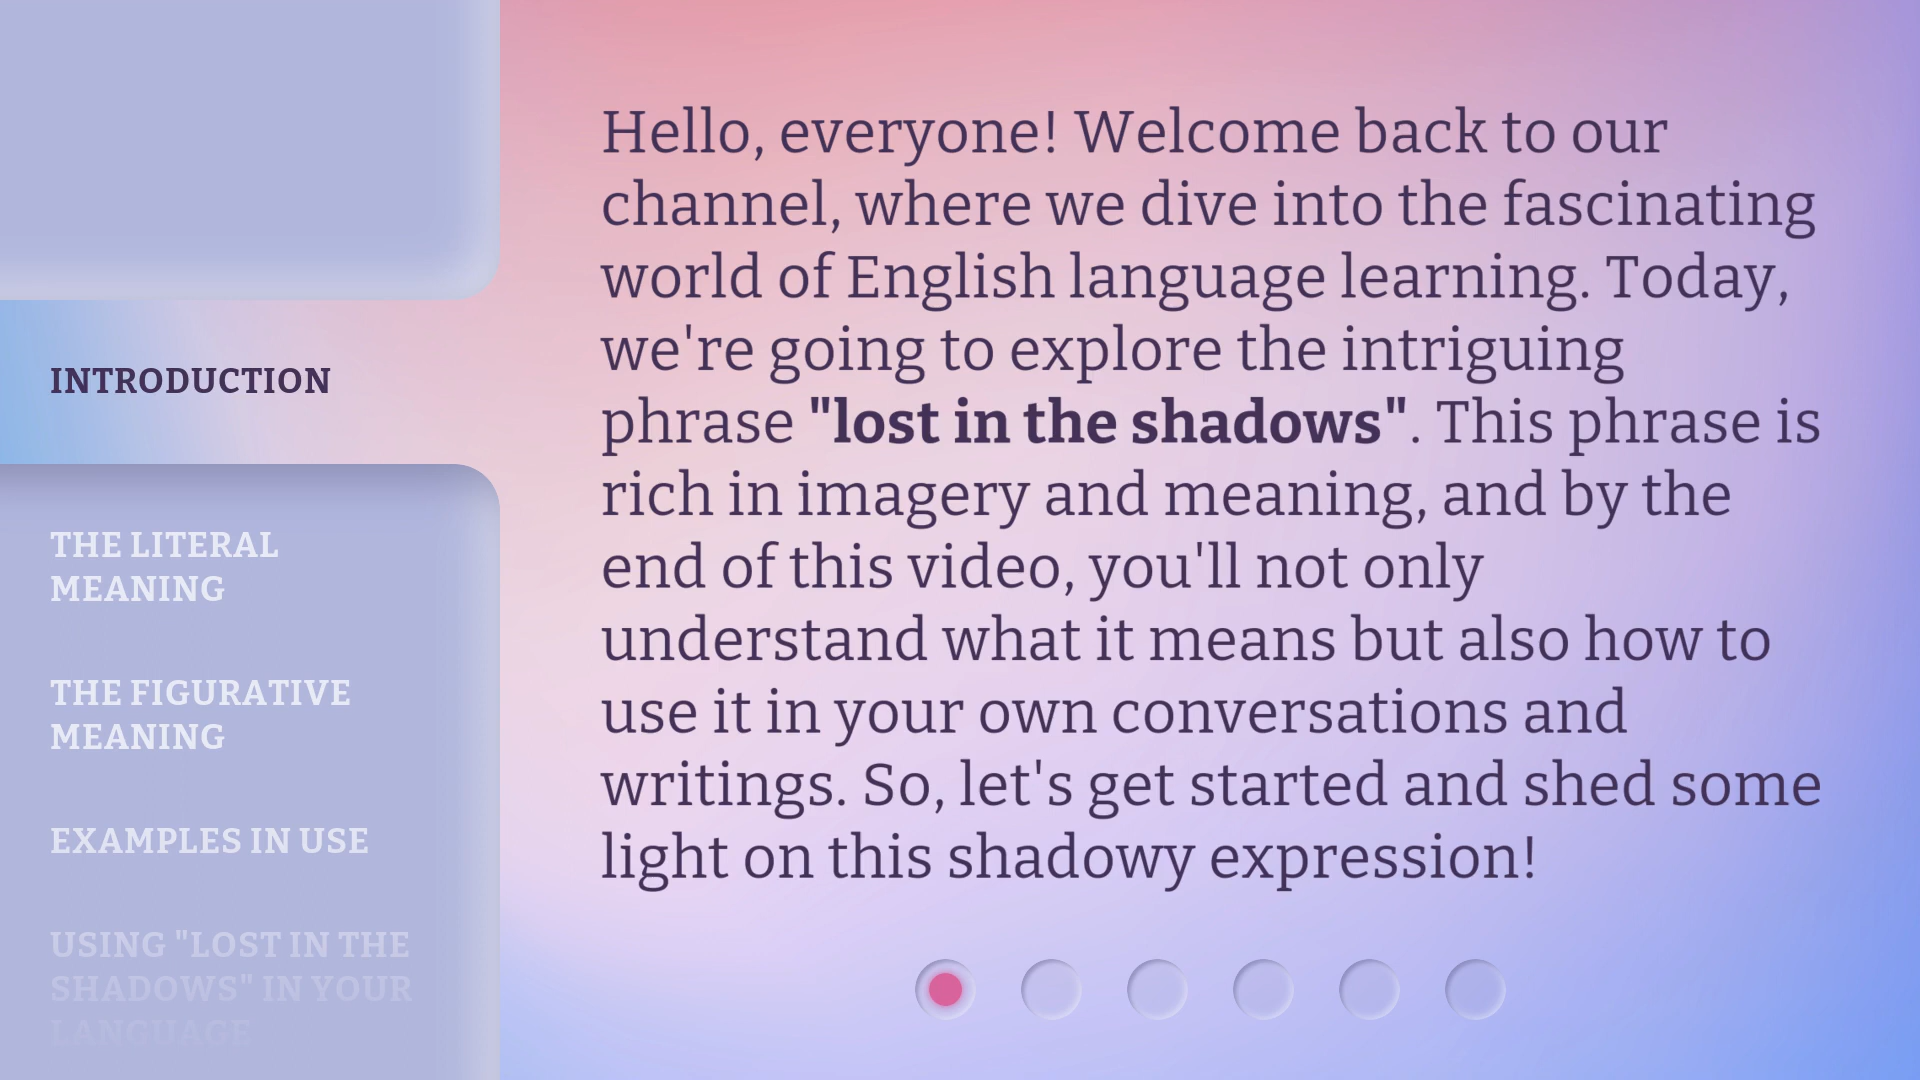 INTRODUCTION
THE LITERAL
MEANING
THE FIGURATIVE
MEANING
EXAMPLES IN USE
USING "LOST IN THE
SHADOWS" IN YOUR
LANGUAGE
Hello, everyone! Welcome back to our
channel, where we dive into the fascinating
world of English language learning. Today,
we're going to explore the intriguing
phrase "lost in the shadows". This phrase is
rich in imagery and meaning, and by the
end of this video, you'll not only
understand what it means but also how to
use it in your own conversations and
writings. So, let's get started and shed some
light on this shadowy expression!